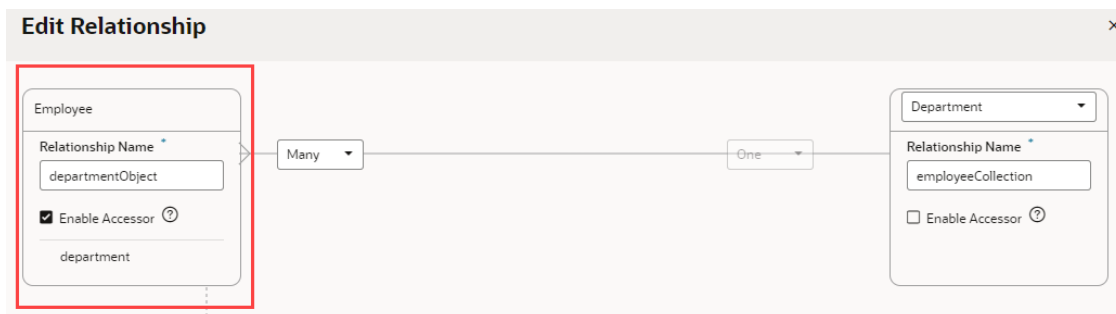 Edit Relationship
×
Employee
Relationship Name *
departmentObject
Enable Accessor ?
department
Many
One
Department
Relationship Name *
employeeCollection
Enable Accessor ?